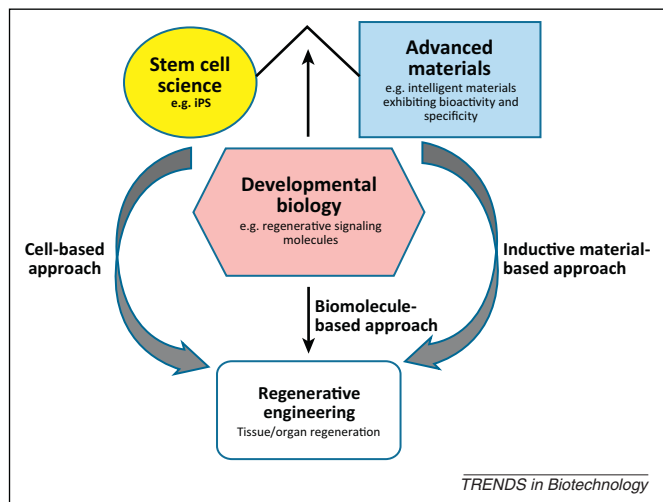 Stem cell
science
e.g. iPS
Advanced
materials
e.g. intelligent materials
exhibiting bioactivity and
specificity
Developmental
biology
e.g. regenerative signaling
molecules
Cell-based
approach
Inductive material-
based approach
Biomolecule-
based approach
Regenerative
engineering
Tissue/organ regeneration
TRENDS in Biotechnology